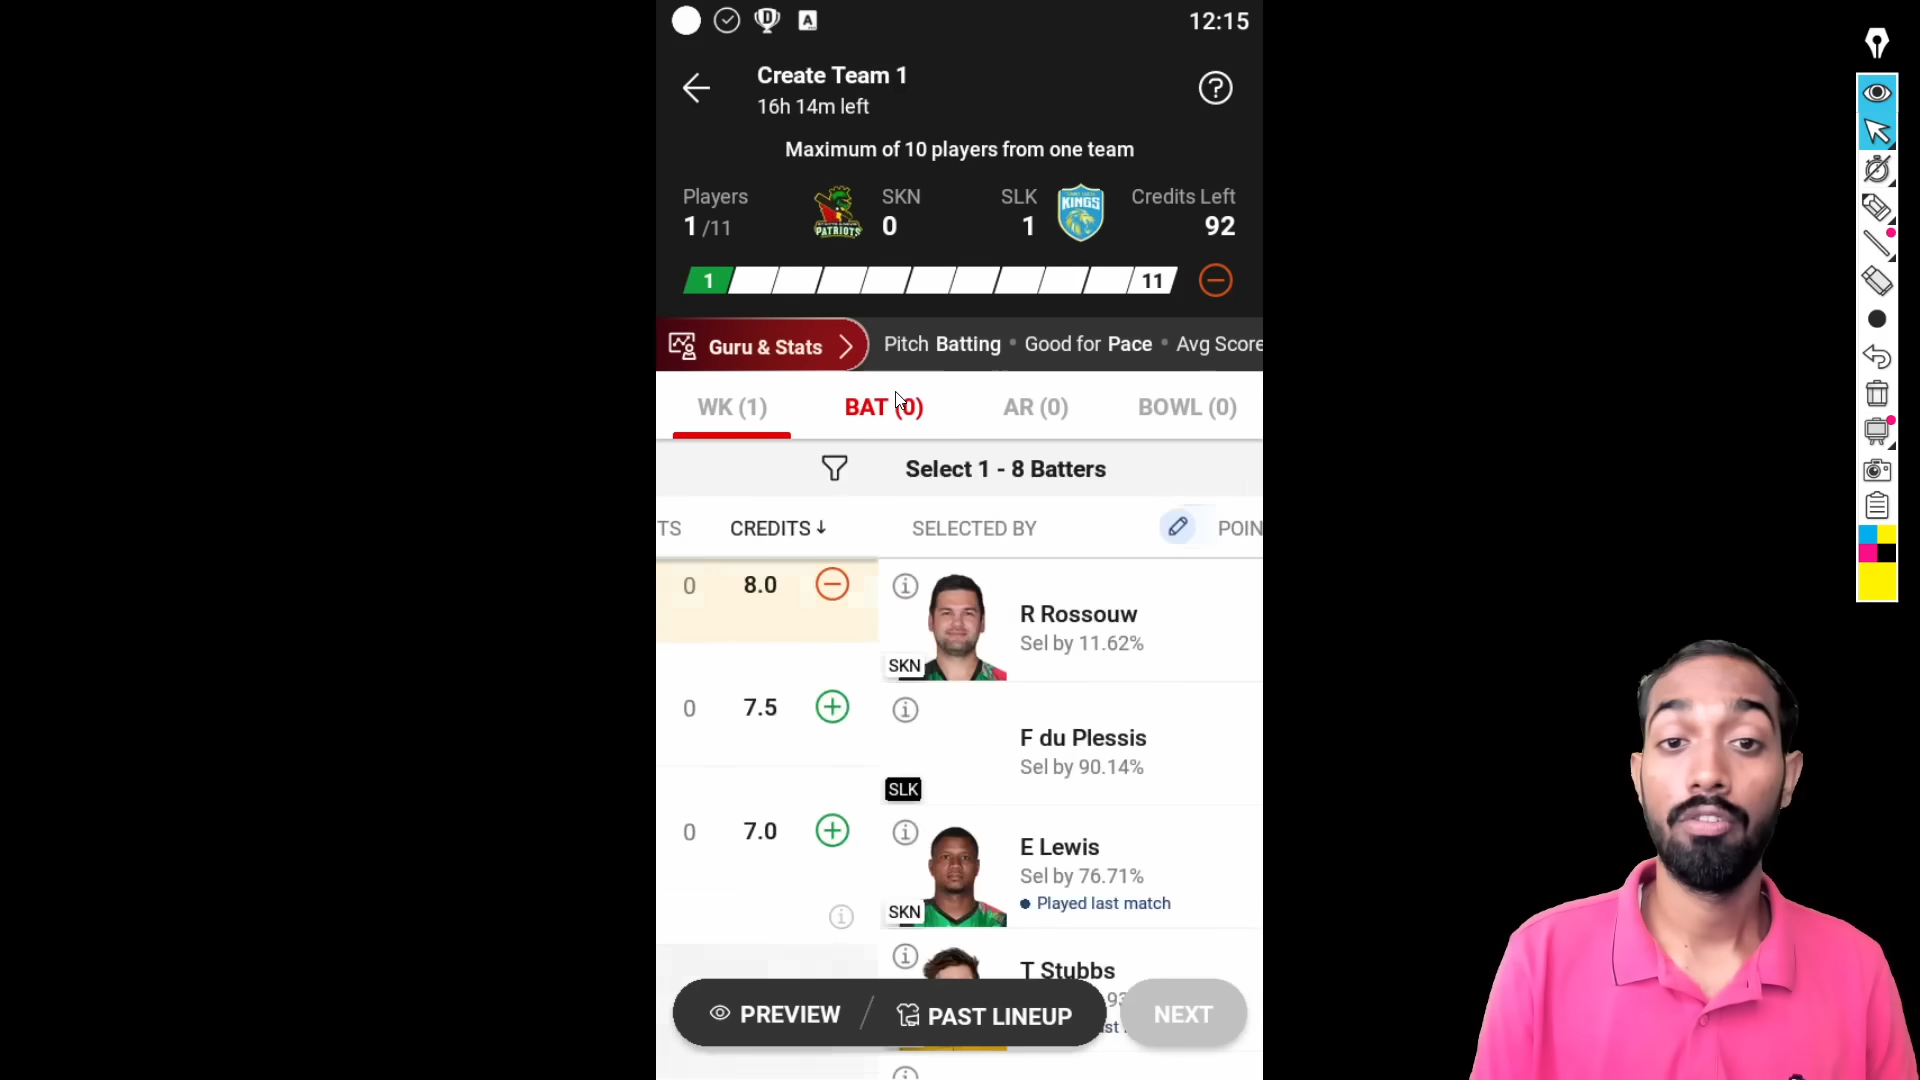 12:15
Create Team 1
16h 14m left
Maximum of 10 players from one team
Players
1 /11
PATRIOTS
SKN
0
SLK
1
KINGS
Credits Left
92
1
11
Guru & Stats
Pitch Batting • Good for Pace • Avg Score
WK (1)
BAT (0)
AR (0)
BOWL (0)
Select 1 - 8 Batters
TS
CREDITS ↓
SELECTED BY
POIN
0 8.0
R Rossouw
Sel by 11.62%
SKN
0 7.5
F du Plessis
Sel by 90.14%
SLK
0 7.0
E Lewis
Sel by 76.71%
Played last match
SKN
T Stubbs
PREVIEW
PAST LINEUP
NEXT